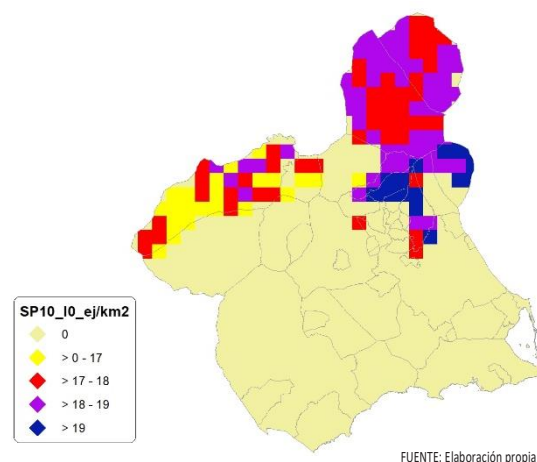 SP10_I0_ej/km2
0
> 0 - 17
> 17 - 18
> 18 - 19
> 19
FUENTE: Elaboración propia